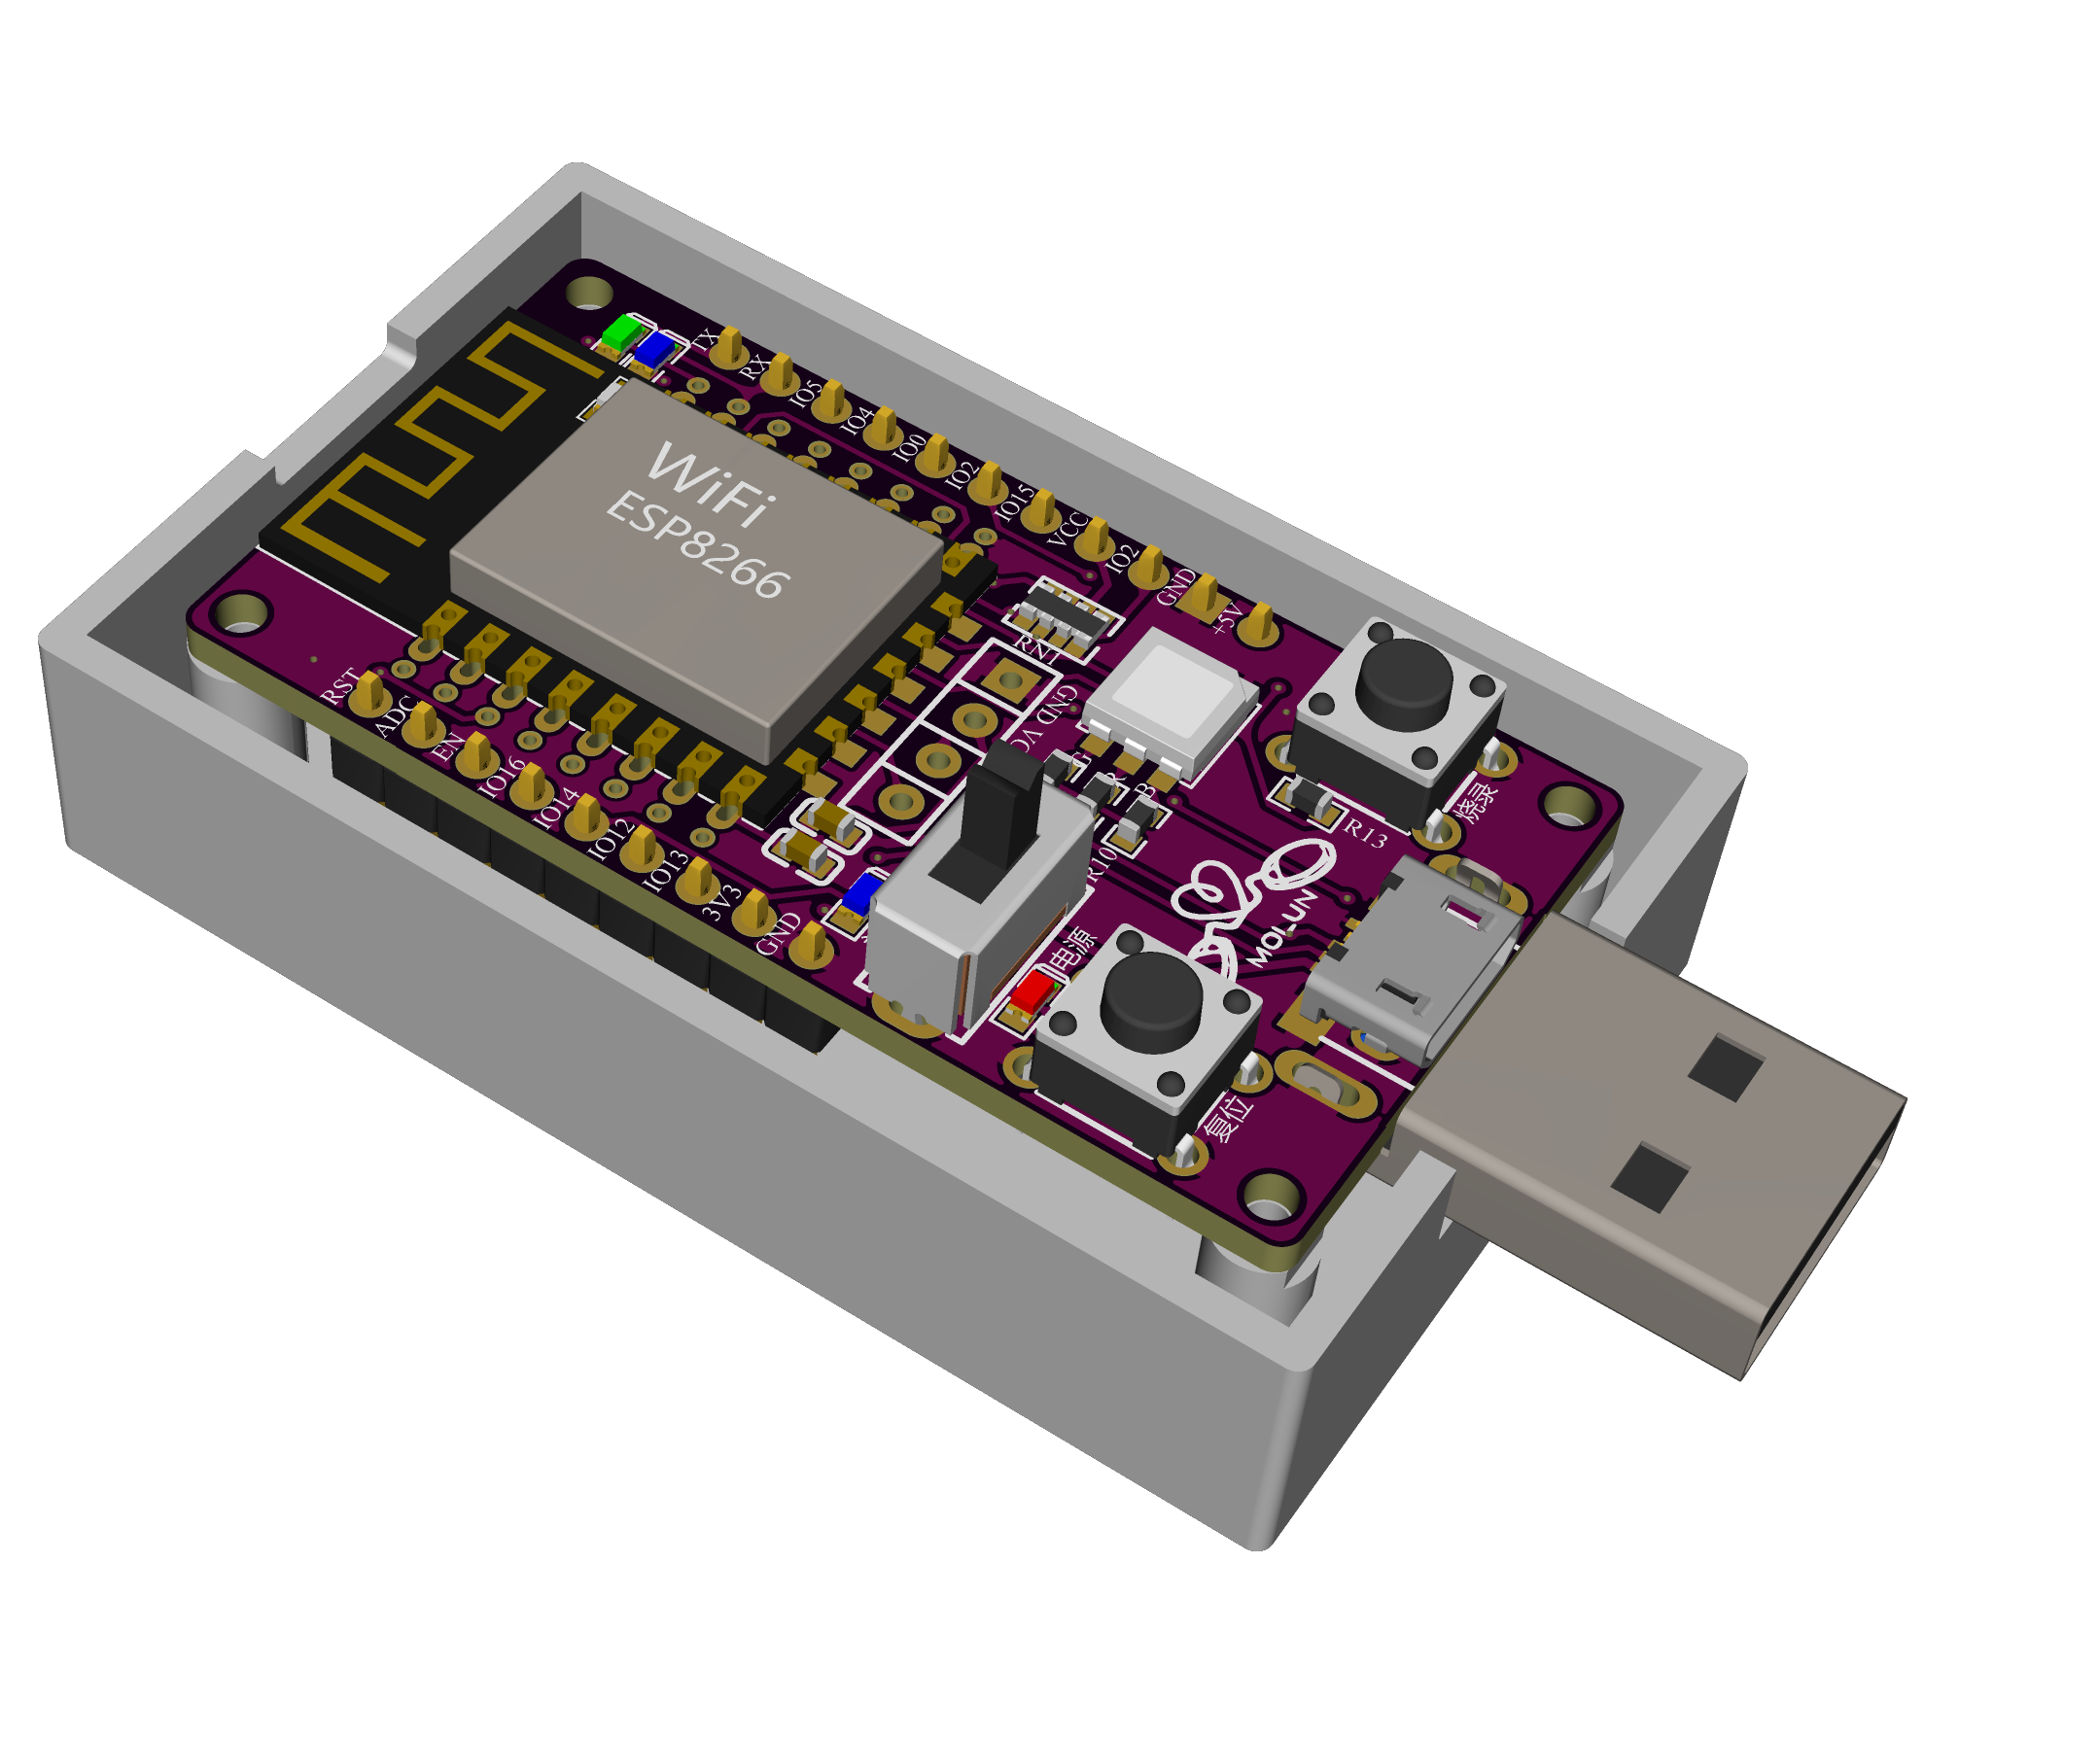 WiFi
ESP8266
TX
RX
IO5
IO4
IO0
IO2
IO15
VCC
IO2
GND
+5V
RST
ADC
EN
IO16
IO14
IO12
IO13
3V3
GND
RN1
GND
R13
R10
B
烧录
电源
复位
MOLUN